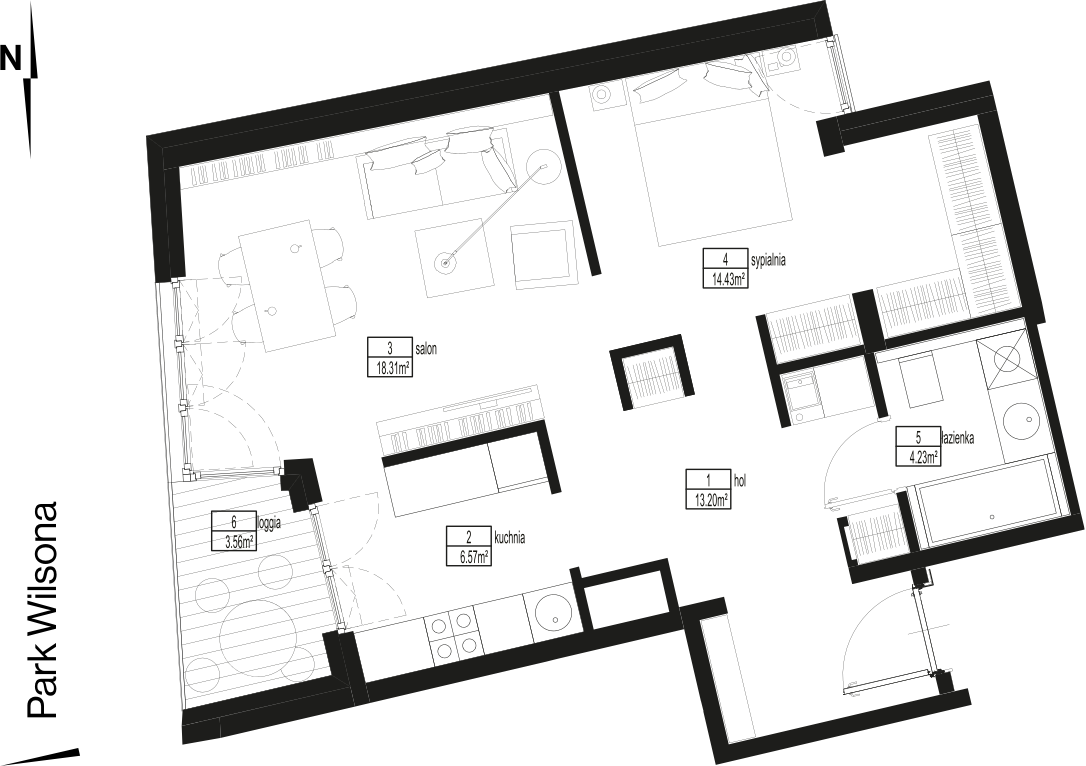 N
4
sypialnia
14.43m²
3
salon
18.31m²
5
łazienka
4.23m²
1
hol
13.20m²
6
loggia
3.56m²
2
kuchnia
6.57m²
Park Wilsona